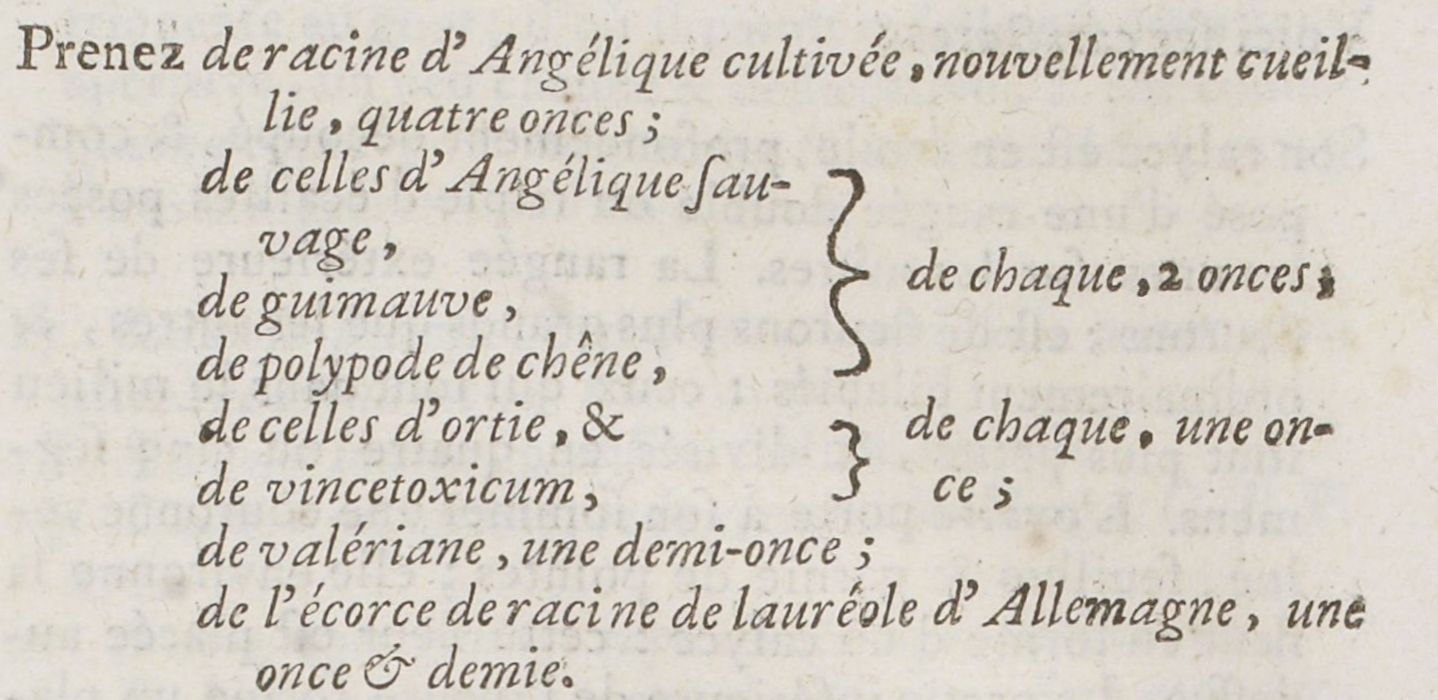 Prenez de racine d’Angélique cultivée, nouvellement cueil-
lie, quatre onces;
de celles d’Angélique ſau-
vage,
de guimauve,
de polypode de chêne,
} de chaque, 2 onces;
de celles d’ortie, &
de vincetoxicum,
} de chaque, une on-
ce;
de valériane, une demi-once;
de l’écorce de racine de lauréole d’Allemagne, une
once & demie.